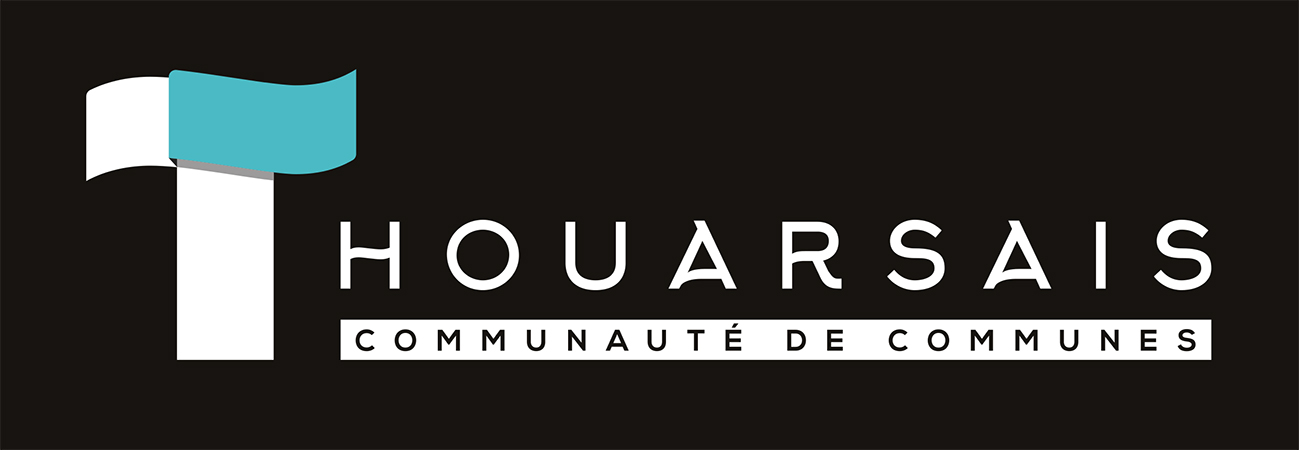 THOUARSAIS
COMMUNAUTÉ DE COMMUNES